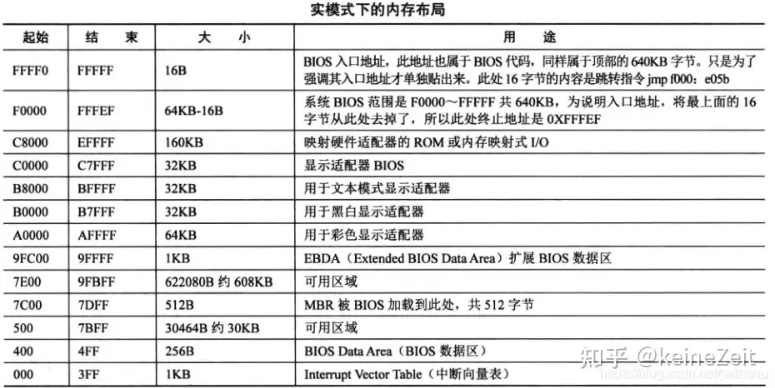 实模式下的内存布局
起始 结 束 大 小 用 途
FFFF0 FFFFF 16B BIOS 入口地址，此地址也属于 BIOS 代码，同样属于顶部的 640KB 字节。只是为了
强调其入口地址才单独贴出来。此处 16 字节的内容是跳转指令 jmp f000：e05b
F0000 FFFEF 64KB-16B 系统 BIOS 范围是 F0000～FFFFF 共 640KB，为说明入口地址，将最上面的 16
字节从此处去掉了，所以此处终止地址是 0XFFFEF
C8000 EFFFF 160KB 映射硬件适配器的 ROM 或内存映射式 I/O
C0000 C7FFF 32KB 显示适配器 BIOS
B8000 BFFFF 32KB 用于文本模式显示适配器
B0000 B7FFF 32KB 用于黑白显示适配器
A0000 AFFFF 64KB 用于彩色显示适配器
9FC00 9FFFF 1KB EBDA（Extended BIOS Data Area）扩展 BIOS 数据区
7E00 9FBFF 622080B 约 608KB 可用区域
7C00 7DFF 512B MBR 被 BIOS 加载到此处，共 512 字节
500 7BFF 30464B 约 30KB 可用区域
400 4FF 256B BIOS Data Area（BIOS 数据区）
000 3FF 1KB Interrupt Vector Table（中断向量表）
知乎 @keineZeit